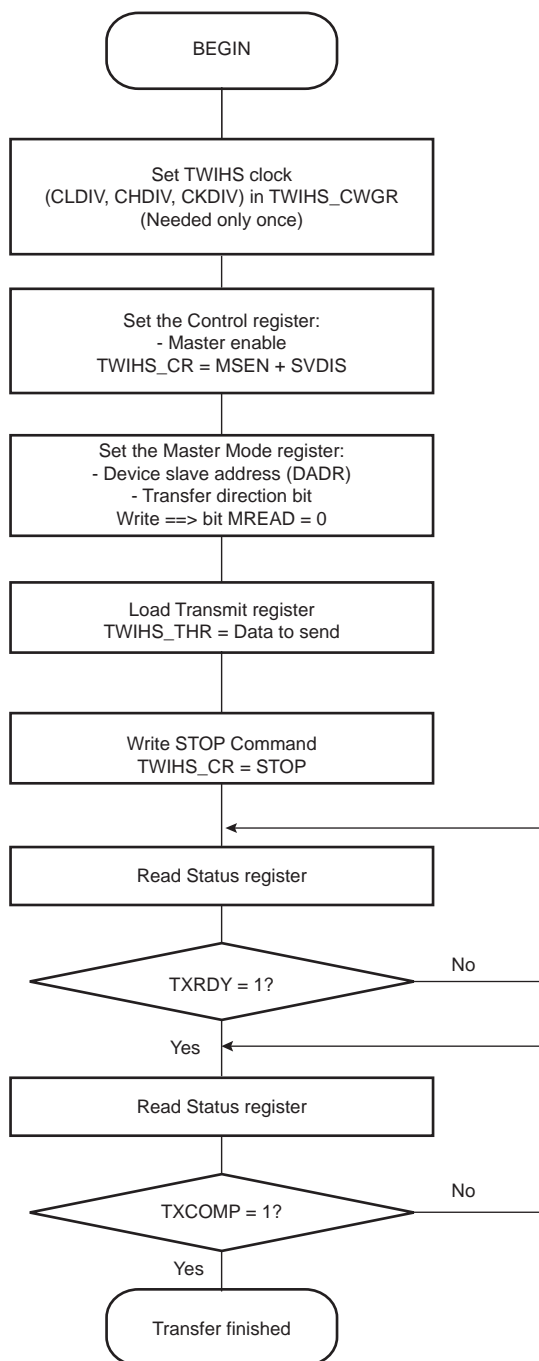 BEGIN
Set TWIHS clock
(CLDIV, CHDIV, CKDIV) in TWIHS_CWGR
(Needed only once)
Set the Control register:
- Master enable
TWIHS_CR = MSEN + SVDIS
Set the Master Mode register:
- Device slave address (DADR)
- Transfer direction bit
Write ==> bit MREAD = 0
Load Transmit register
TWIHS_THR = Data to send
Write STOP Command
TWIHS_CR = STOP
Read Status register
TXRDY = 1?
No
Yes
Read Status register
TXCOMP = 1?
No
Yes
Transfer finished